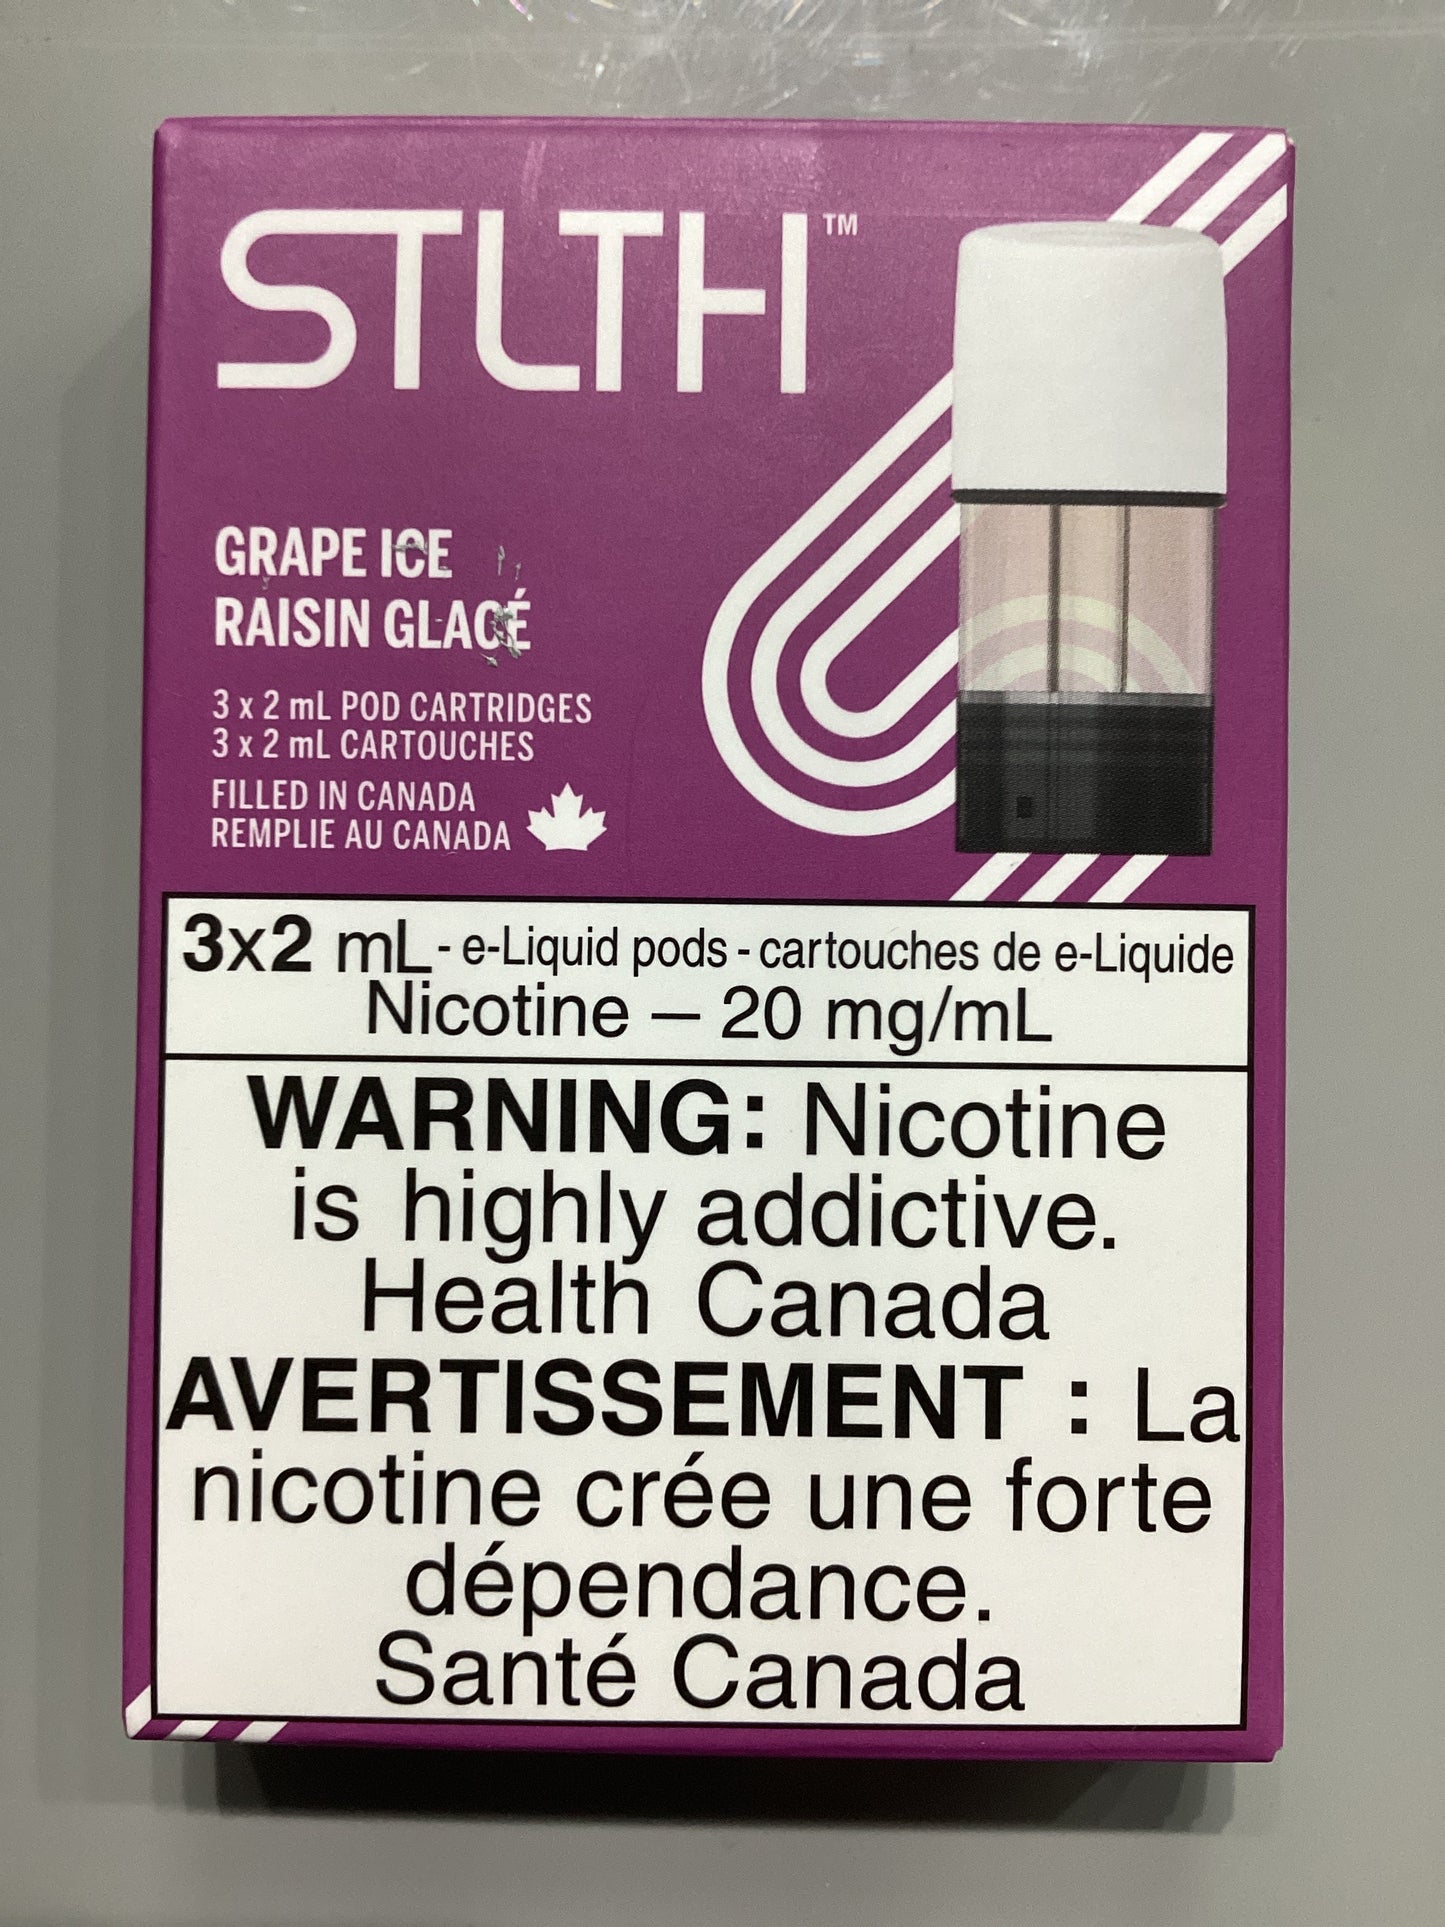 STLTH™
GRAPE ICE
RAISIN GLACÉ
3 x 2 mL POD CARTRIDGES
3 x 2 mL CARTOUCHES
FILLED IN CANADA
REMPLIE AU CANADA
3x2 mL - e-Liquid pods - cartouches de e-Liquide
Nicotine — 20 mg/mL
WARNING: Nicotine
is highly addictive.
Health Canada
AVERTISSEMENT : La
nicotine crée une forte
dépendance.
Santé Canada